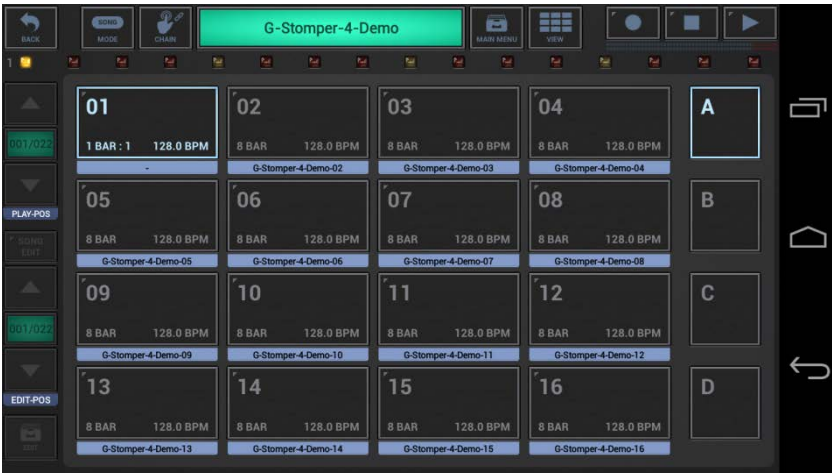 SONG
G-Stomper-4-Demo
BACK
MODE
CHAIN
MAIN MENU
VIEW
1
01
02
03
04
A
001/022
1 BAR : 1 128.0 BPM
8 BAR 128.0 BPM
8 BAR 128.0 BPM
8 BAR 128.0 BPM
-
G-Stomper-4-Demo-02
G-Stomper-4-Demo-03
G-Stomper-4-Demo-04
05
06
07
08
B
PLAY-POS
8 BAR 128.0 BPM
8 BAR 128.0 BPM
8 BAR 128.0 BPM
8 BAR 128.0 BPM
SONG
EDIT
G-Stomper-4-Demo-05
G-Stomper-4-Demo-06
G-Stomper-4-Demo-07
G-Stomper-4-Demo-08
09
10
11
12
C
001/022
8 BAR 128.0 BPM
8 BAR 128.0 BPM
8 BAR 128.0 BPM
8 BAR 128.0 BPM
G-Stomper-4-Demo-09
G-Stomper-4-Demo-10
G-Stomper-4-Demo-11
G-Stomper-4-Demo-12
13
14
15
16
D
EDIT-POS
8 BAR 128.0 BPM
8 BAR 128.0 BPM
8 BAR 128.0 BPM
8 BAR 128.0 BPM
EDIT
G-Stomper-4-Demo-13
G-Stomper-4-Demo-14
G-Stomper-4-Demo-15
G-Stomper-4-Demo-16